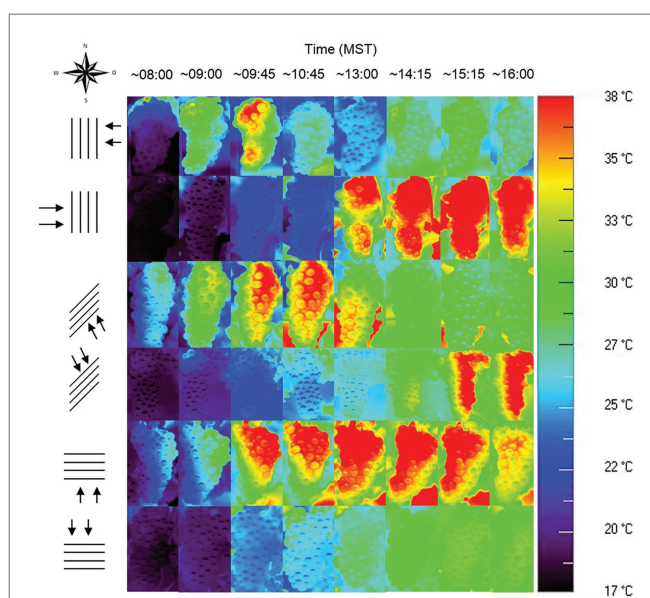 Time (MST)
N
W O
S
~08:00 ~09:00 ~09:45 ~10:45 ~13:00 ~14:15 ~15:15 ~16:00
38 °C
35 °C
33 °C
30 °C
27 °C
25 °C
22 °C
20 °C
17 °C